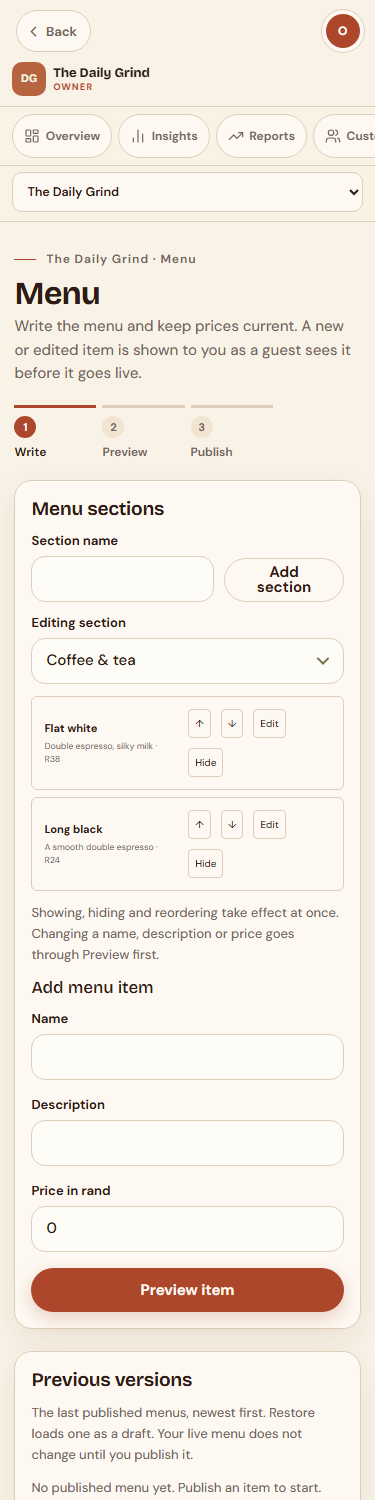 Back
O
DG
The Daily Grind
OWNER
Overview
Insights
Reports
Custo
The Daily Grind
The Daily Grind · Menu
Menu
Write the menu and keep prices current. A new
or edited item is shown to you as a guest sees it
before it goes live.
1
2
3
Write
Preview
Publish
Menu sections
Section name
Add
section
Editing section
Coffee & tea
Flat white
Double espresso, silky milk ·
R38
↑
↓
Edit
Hide
Long black
A smooth double espresso ·
R24
↑
↓
Edit
Hide
Showing, hiding and reordering take effect at once.
Changing a name, description or price goes
through Preview first.
Add menu item
Name
Description
Price in rand
0
Preview item
Previous versions
The last published menus, newest first. Restore
loads one as a draft. Your live menu does not
change until you publish it.
No published menu yet. Publish an item to start.